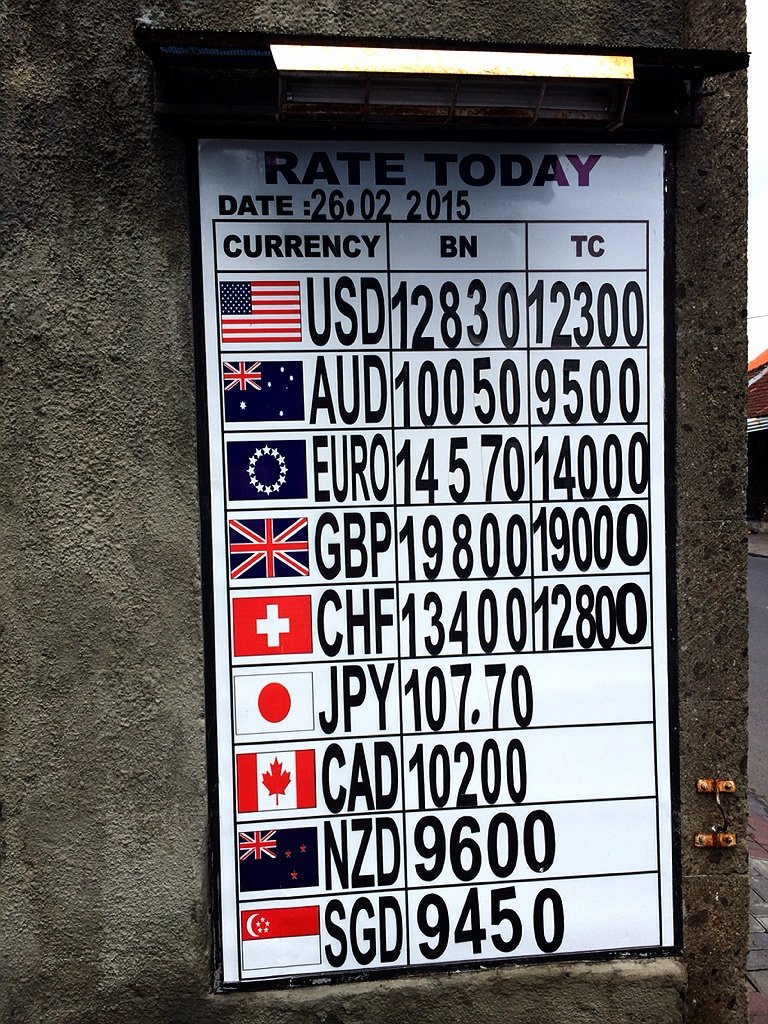 RATE TODAY
DATE : 26.02 2015
CURRENCY BN TC
USD 12830 12300
AUD 10050 9500
EURO 14570 14000
GBP 19800 19000
CHF 13400 12800
JPY 107.70
CAD 10200
NZD 9600
SGD 9450